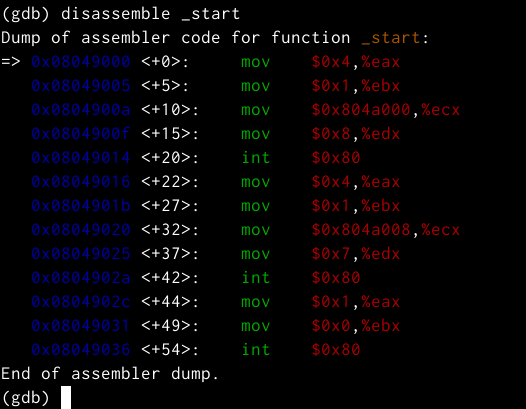 (gdb) disassemble _start
Dump of assembler code for function _start:
=> 0x08049000 <+0>:     mov    $0x4,%eax
   0x08049005 <+5>:     mov    $0x1,%ebx
   0x0804900a <+10>:    mov    $0x804a000,%ecx
   0x0804900f <+15>:    mov    $0x8,%edx
   0x08049014 <+20>:    int    $0x80
   0x08049016 <+22>:    mov    $0x4,%eax
   0x0804901b <+27>:    mov    $0x1,%ebx
   0x08049020 <+32>:    mov    $0x804a008,%ecx
   0x08049025 <+37>:    mov    $0x7,%edx
   0x0804902a <+42>:    int    $0x80
   0x0804902c <+44>:    mov    $0x1,%eax
   0x08049031 <+49>:    mov    $0x0,%ebx
   0x08049036 <+54>:    int    $0x80
End of assembler dump.
(gdb)